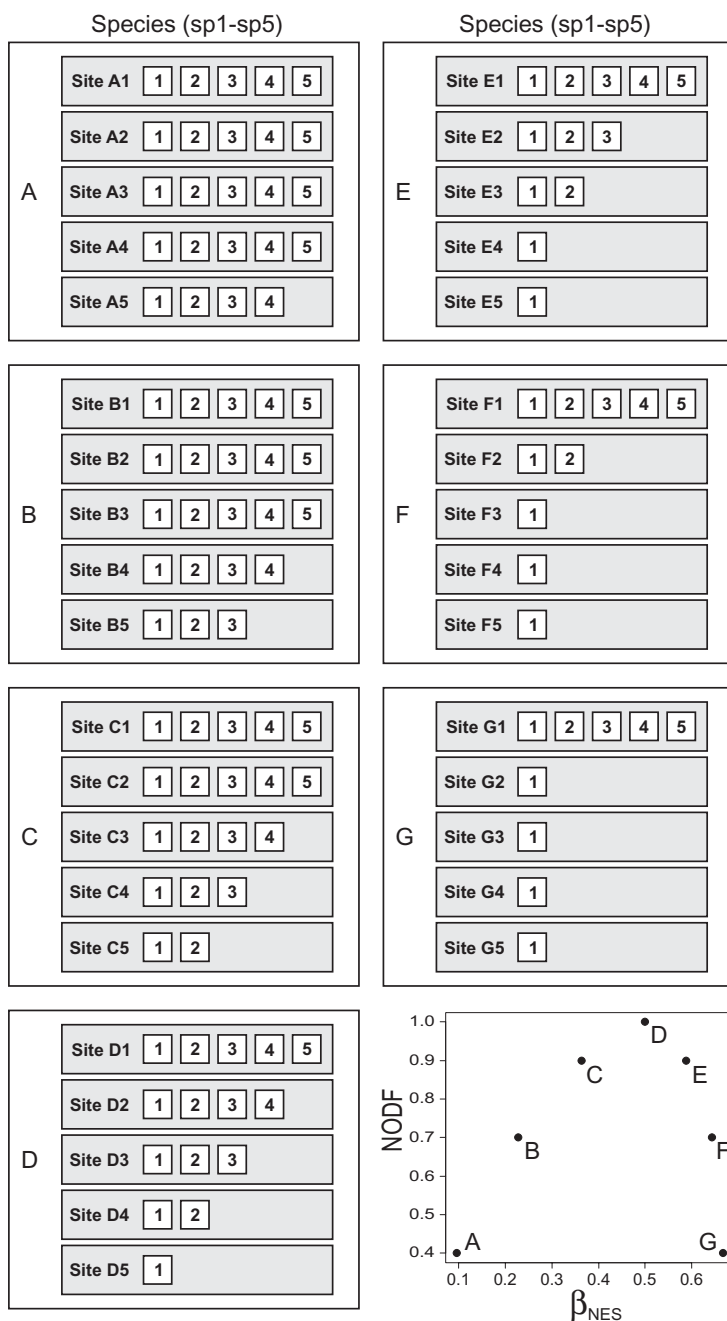 Species (sp1-sp5)
A
Site A1 1 2 3 4 5
Site A2 1 2 3 4 5
Site A3 1 2 3 4 5
Site A4 1 2 3 4 5
Site A5 1 2 3 4
B
Site B1 1 2 3 4 5
Site B2 1 2 3 4 5
Site B3 1 2 3 4 5
Site B4 1 2 3 4
Site B5 1 2 3
C
Site C1 1 2 3 4 5
Site C2 1 2 3 4 5
Site C3 1 2 3 4
Site C4 1 2 3
Site C5 1 2
D
Site D1 1 2 3 4 5
Site D2 1 2 3 4
Site D3 1 2 3
Site D4 1 2
Site D5 1
Species (sp1-sp5)
E
Site E1 1 2 3 4 5
Site E2 1 2 3
Site E3 1 2
Site E4 1
Site E5 1
F
Site F1 1 2 3 4 5
Site F2 1 2
Site F3 1
Site F4 1
Site F5 1
G
Site G1 1 2 3 4 5
Site G2 1
Site G3 1
Site G4 1
Site G5 1
NODF
1.0
0.9
0.8
0.7
0.6
0.5
0.4
A
B
C
D
E
F
G
0.1 0.2 0.3 0.4 0.5 0.6
βNES